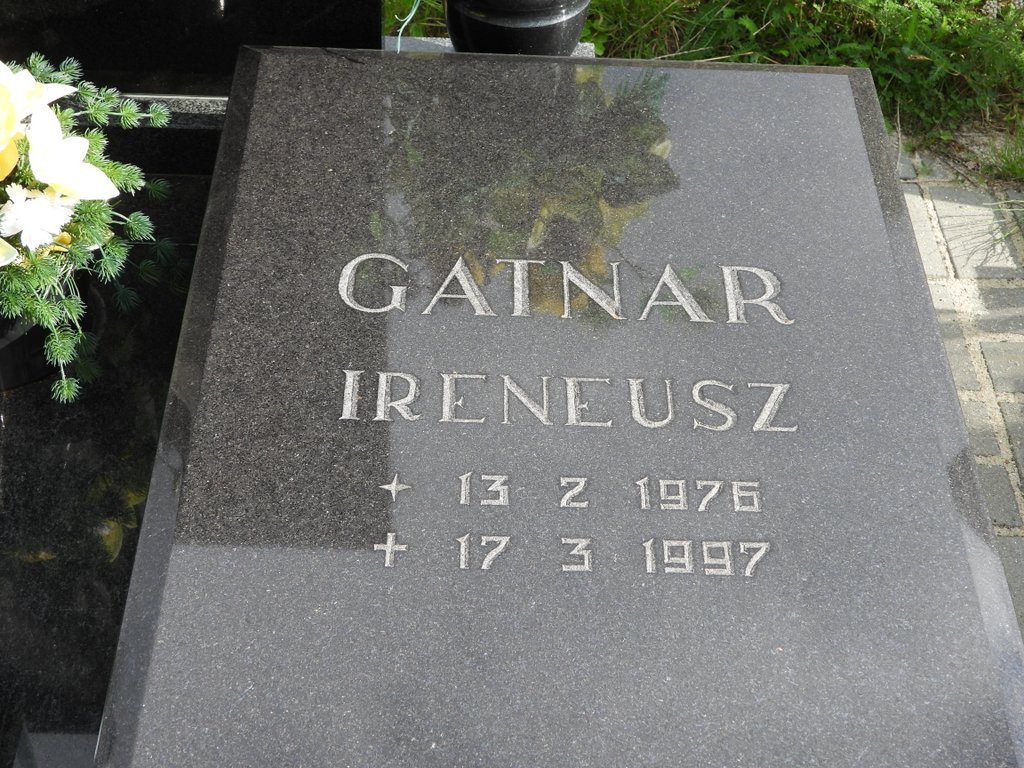 GATNAR
IRENEUSZ
✦ 13 2 1976
✝ 17 3 1997